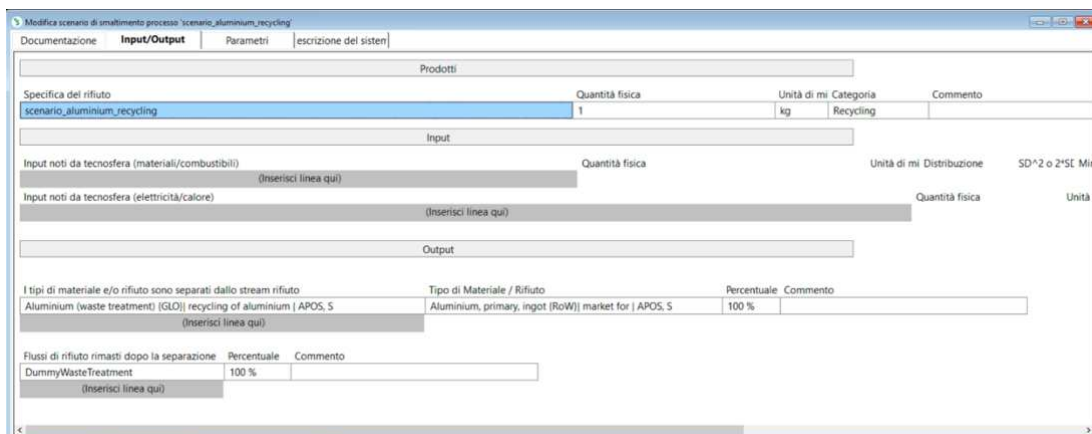 Modifica scenario di smaltimento processo 'scenario_aluminium_recycling'
Documentazione Input/Output Parametri escrizione del sistem
Prodotti
Specifica del rifiuto Quantità fisica Unità di mi Categoria Commento
scenario_aluminium_recycling 1 kg Recycling
Input
Input noti da tecnosfera (materiali/combustibili) Quantità fisica Unità di mi Distribuzione SD^2 o 2*SD Mi
(Inserisci linea qui)
Input noti da tecnosfera (elettricità/calore) Quantità fisica Unità
(Inserisci linea qui)
Output
I tipi di materiale e/o rifiuto sono separati dallo stream rifiuto Tipo di Materiale / Rifiuto Percentuale Commento
Aluminium (waste treatment) {GLO}| recycling of aluminium | APOS, S Aluminium, primary, ingot {RoW}| market for | APOS, S 100 %
(Inserisci linea qui)
Flussi di rifiuto rimasti dopo la separazione Percentuale Commento
DummyWasteTreatment 100 %
(Inserisci linea qui)